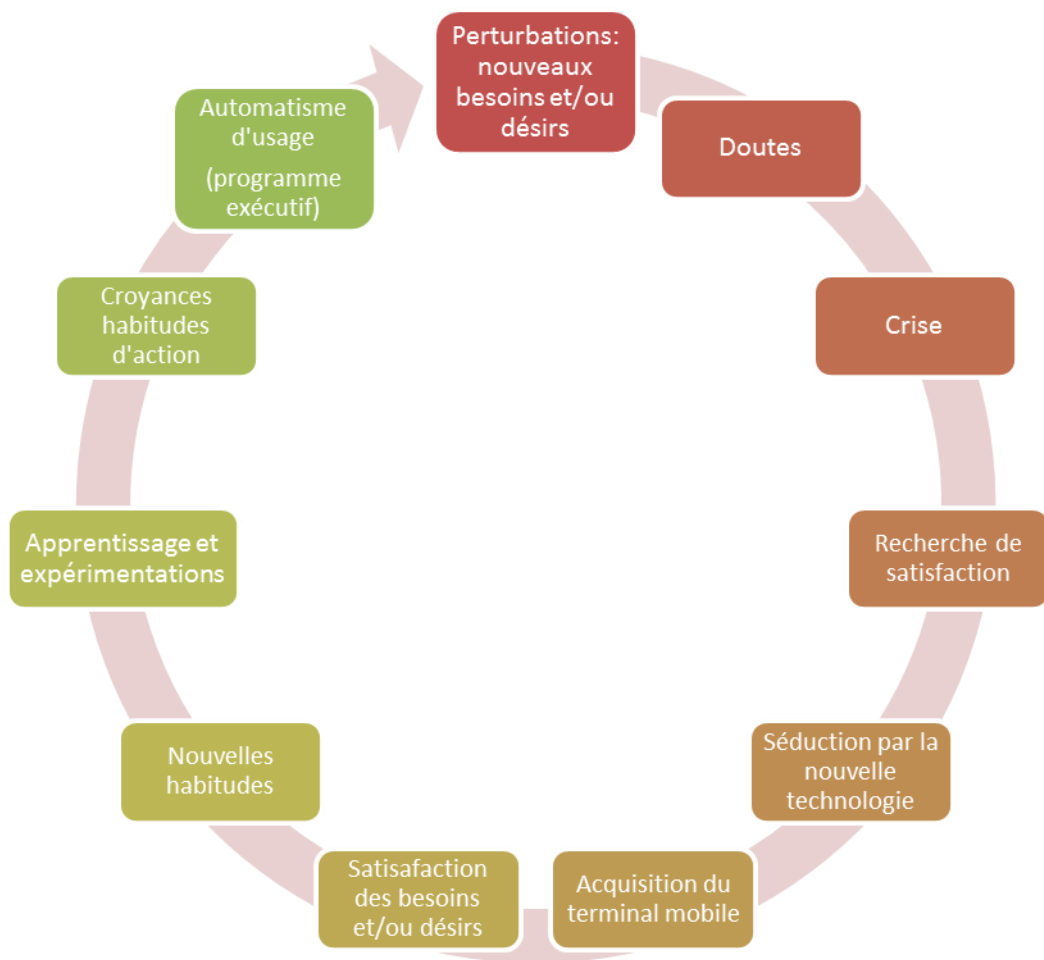 Perturbations:
nouveaux
besoins et/ou
désirs
Doutes
Crise
Recherche de
satisfaction
Séduction par la
nouvelle
technologie
Acquisition du
terminal mobile
Satisafaction
des besoins
et/ou désirs
Nouvelles
habitudes
Apprentissage et
expérimentations
Croyances
habitudes
d'action
Automatisme
d'usage
(programme
exécutif)